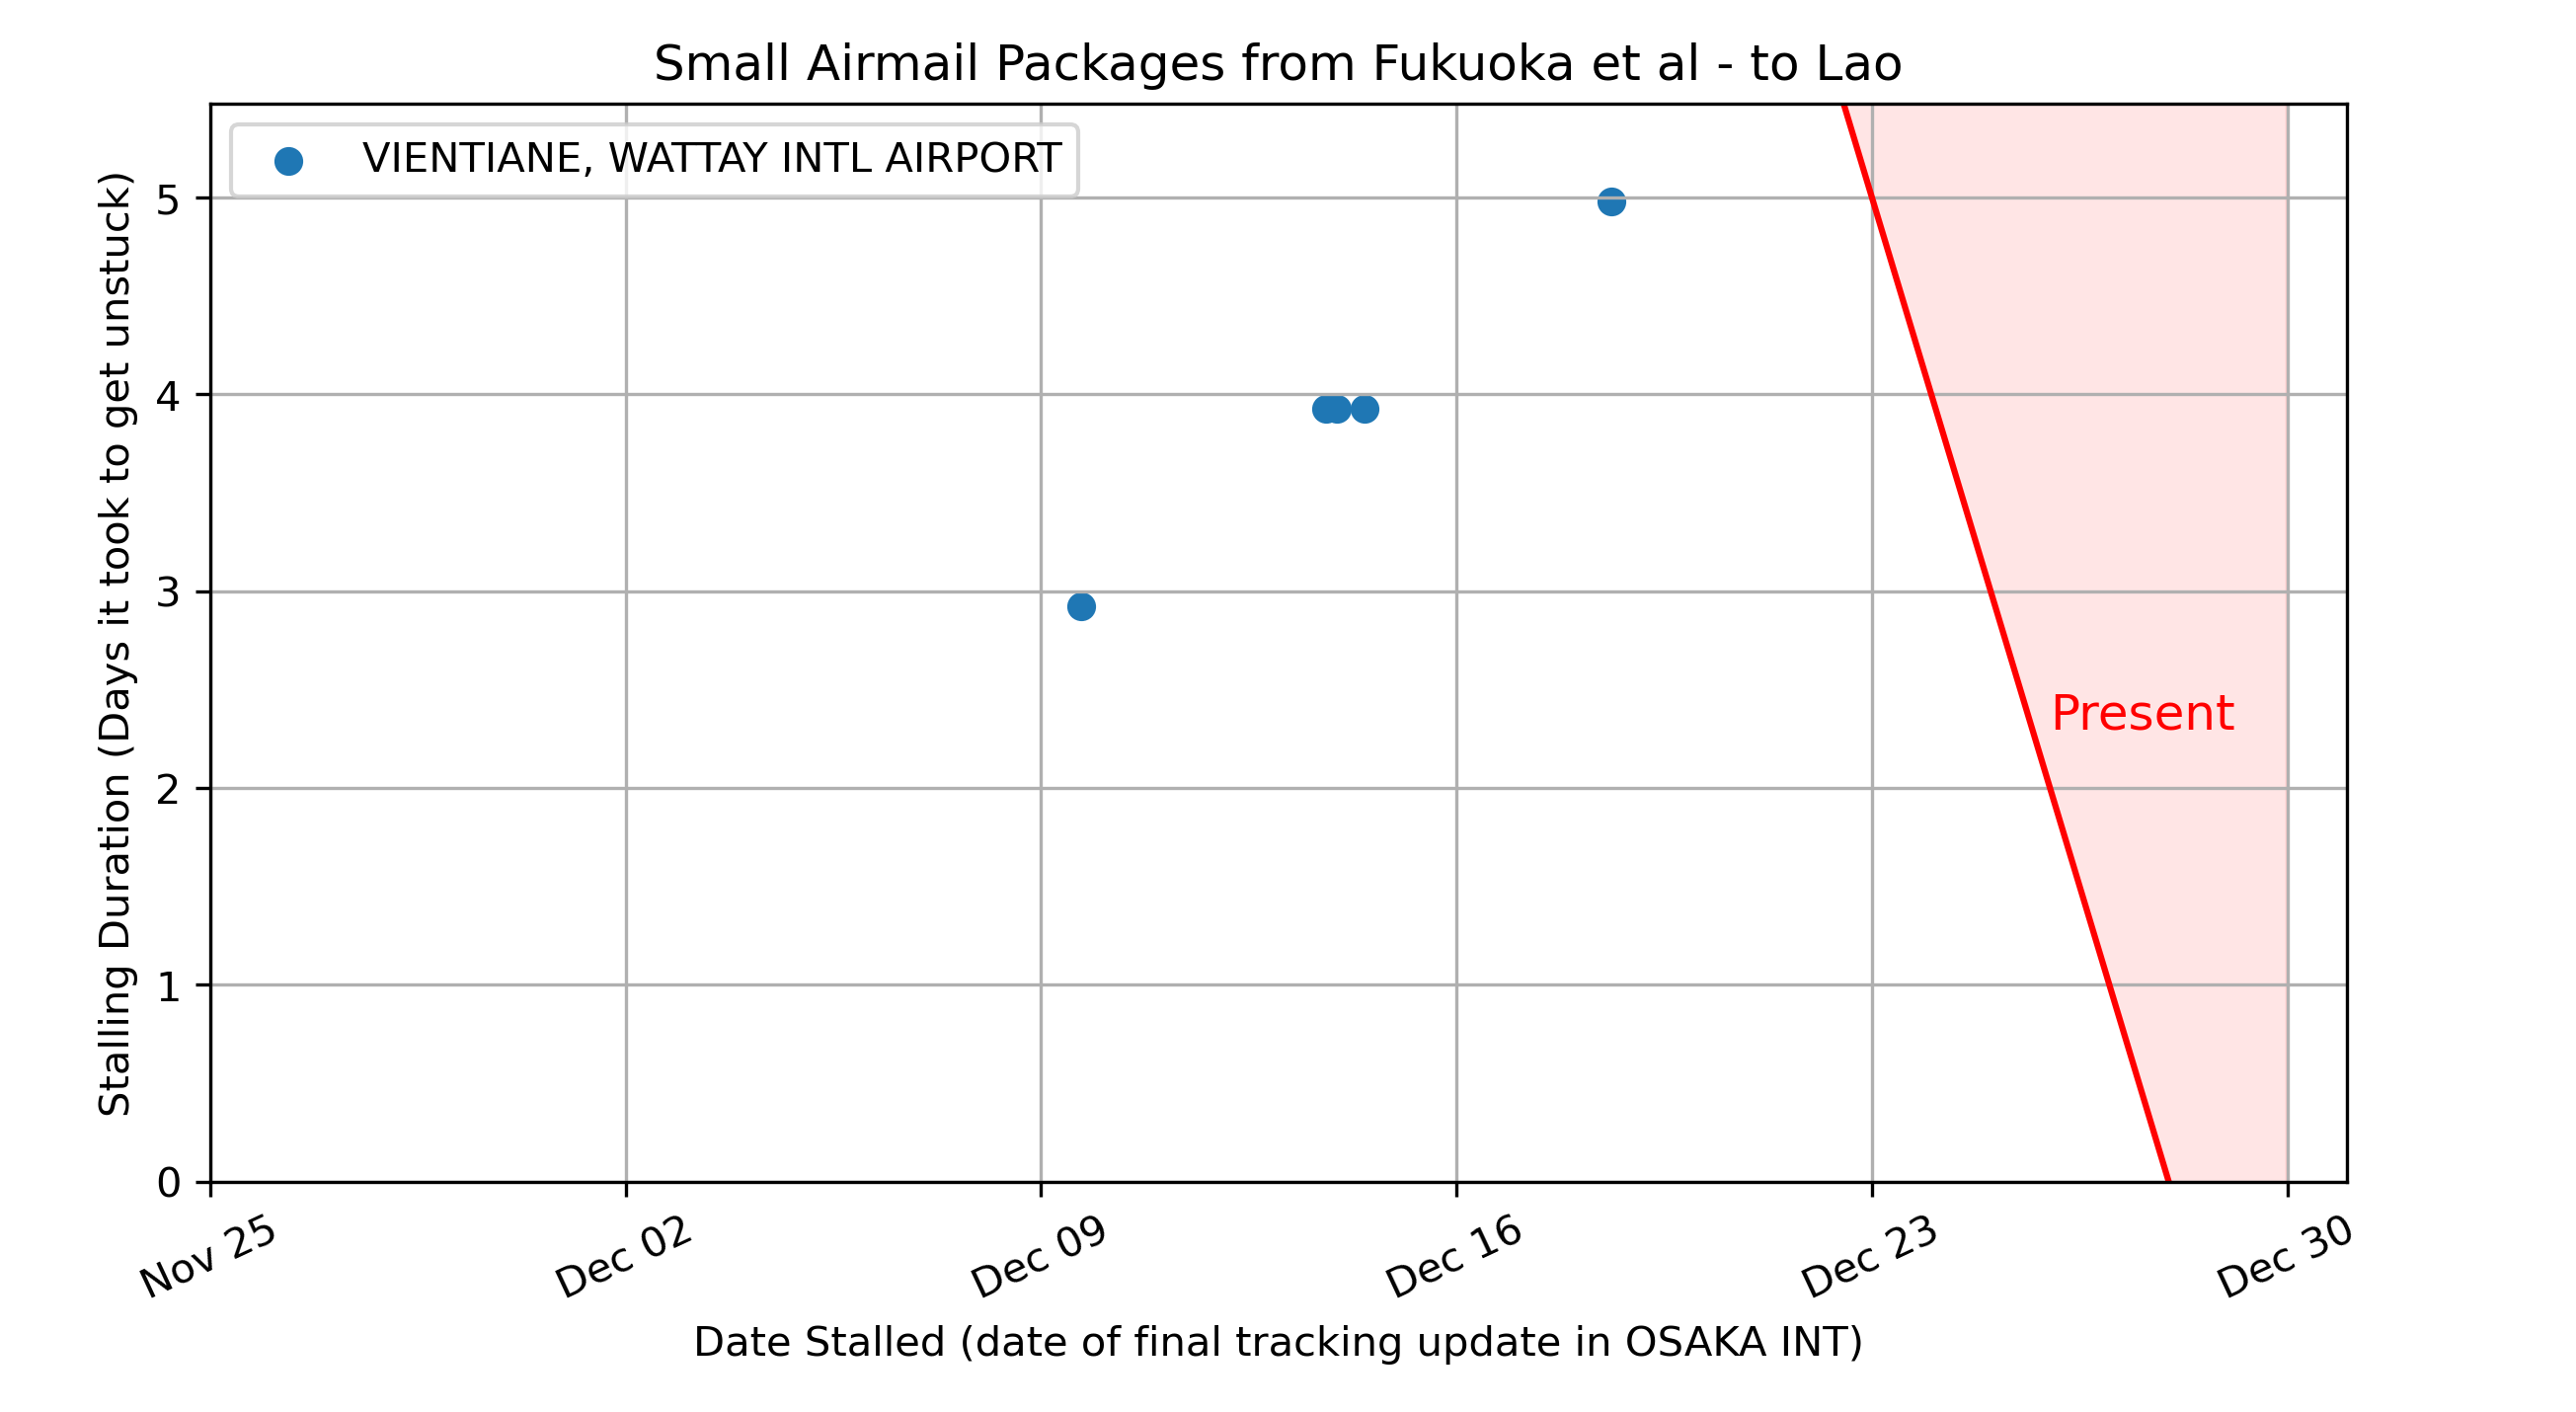 Small Airmail Packages from Fukuoka et al - to Lao
VIENTIANE, WATTAY INTL AIRPORT
Stalling Duration (Days it took to get unstuck)
5
4
3
2
1
0
Present
Nov 25
Dec 02
Dec 09
Dec 16
Dec 23
Dec 30
Date Stalled (date of final tracking update in OSAKA INT)